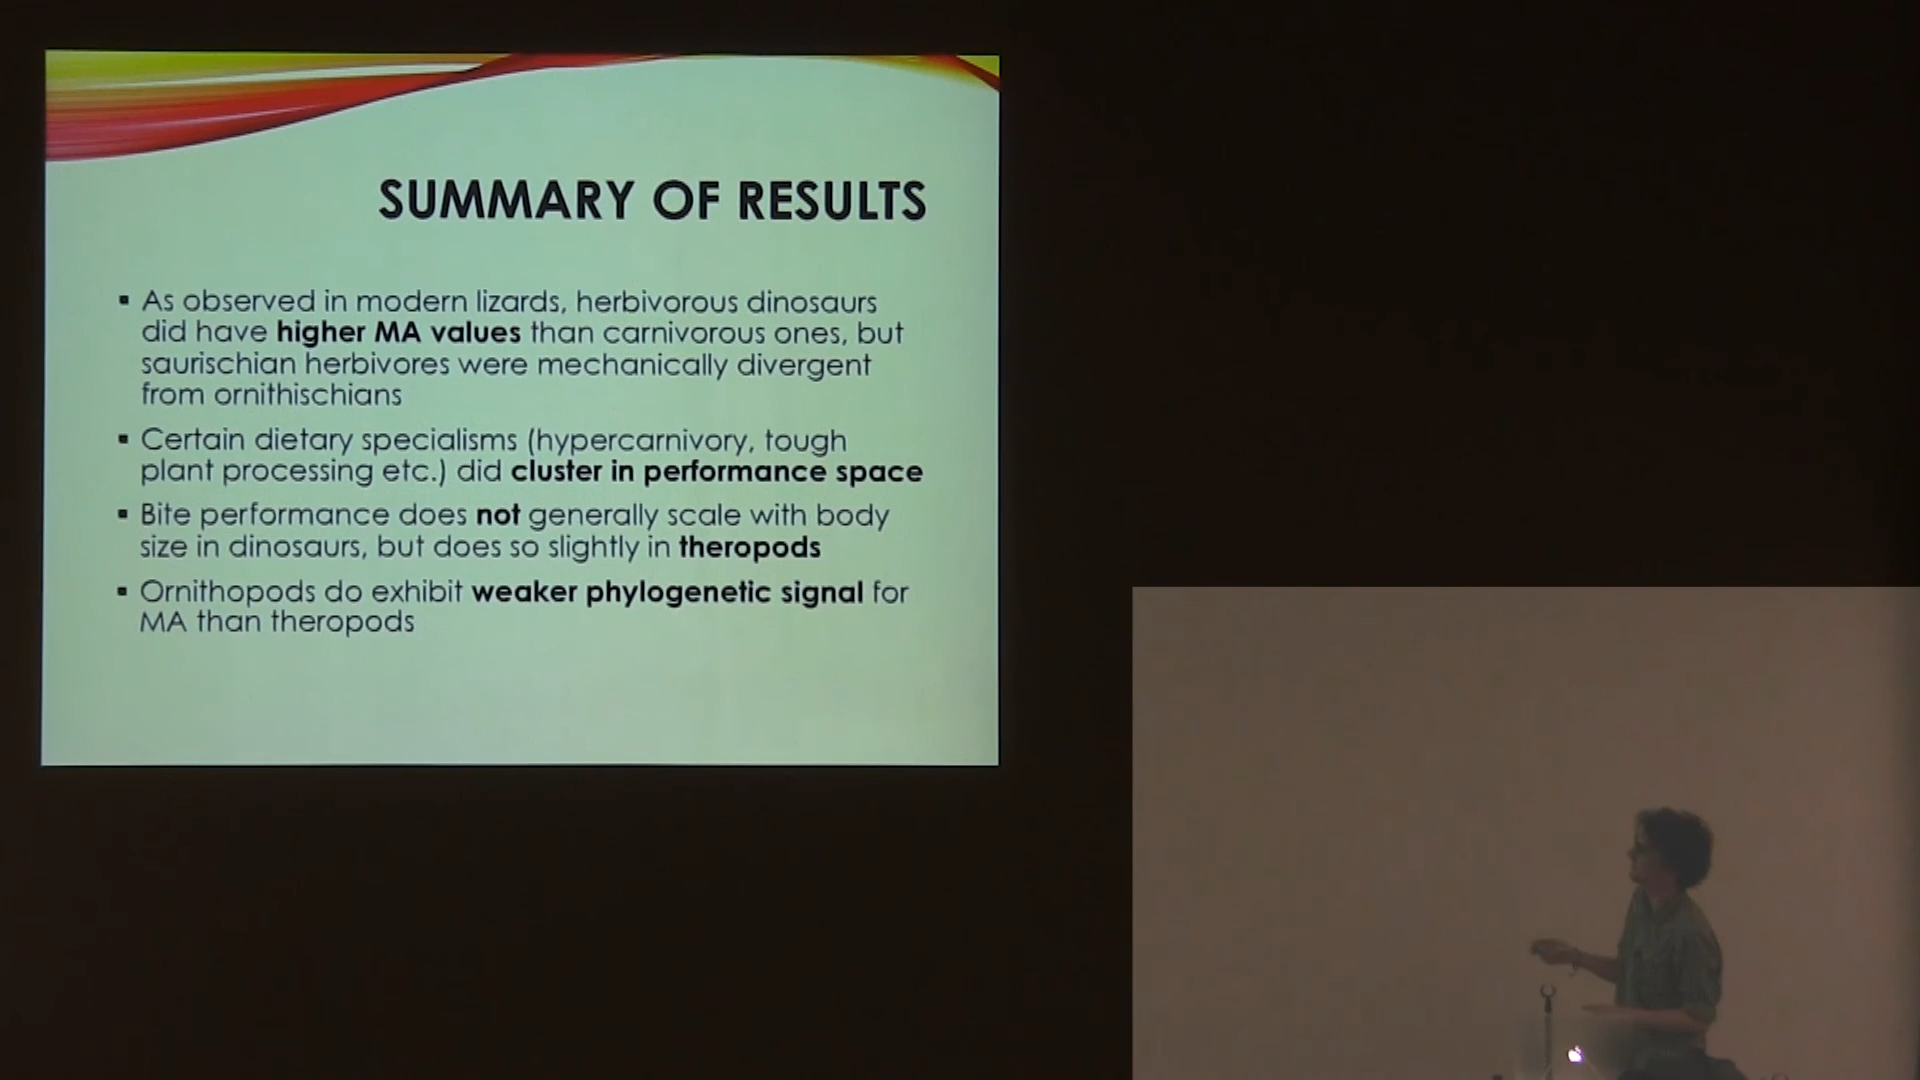 SUMMARY OF RESULTS
▪ As observed in modern lizards, herbivorous dinosaurs
did have higher MA values than carnivorous ones, but
saurischian herbivores were mechanically divergent
from ornithischians
▪ Certain dietary specialisms (hypercarnivory, tough
plant processing etc.) did cluster in performance space
▪ Bite performance does not generally scale with body
size in dinosaurs, but does so slightly in theropods
▪ Ornithopods do exhibit weaker phylogenetic signal for
MA than theropods